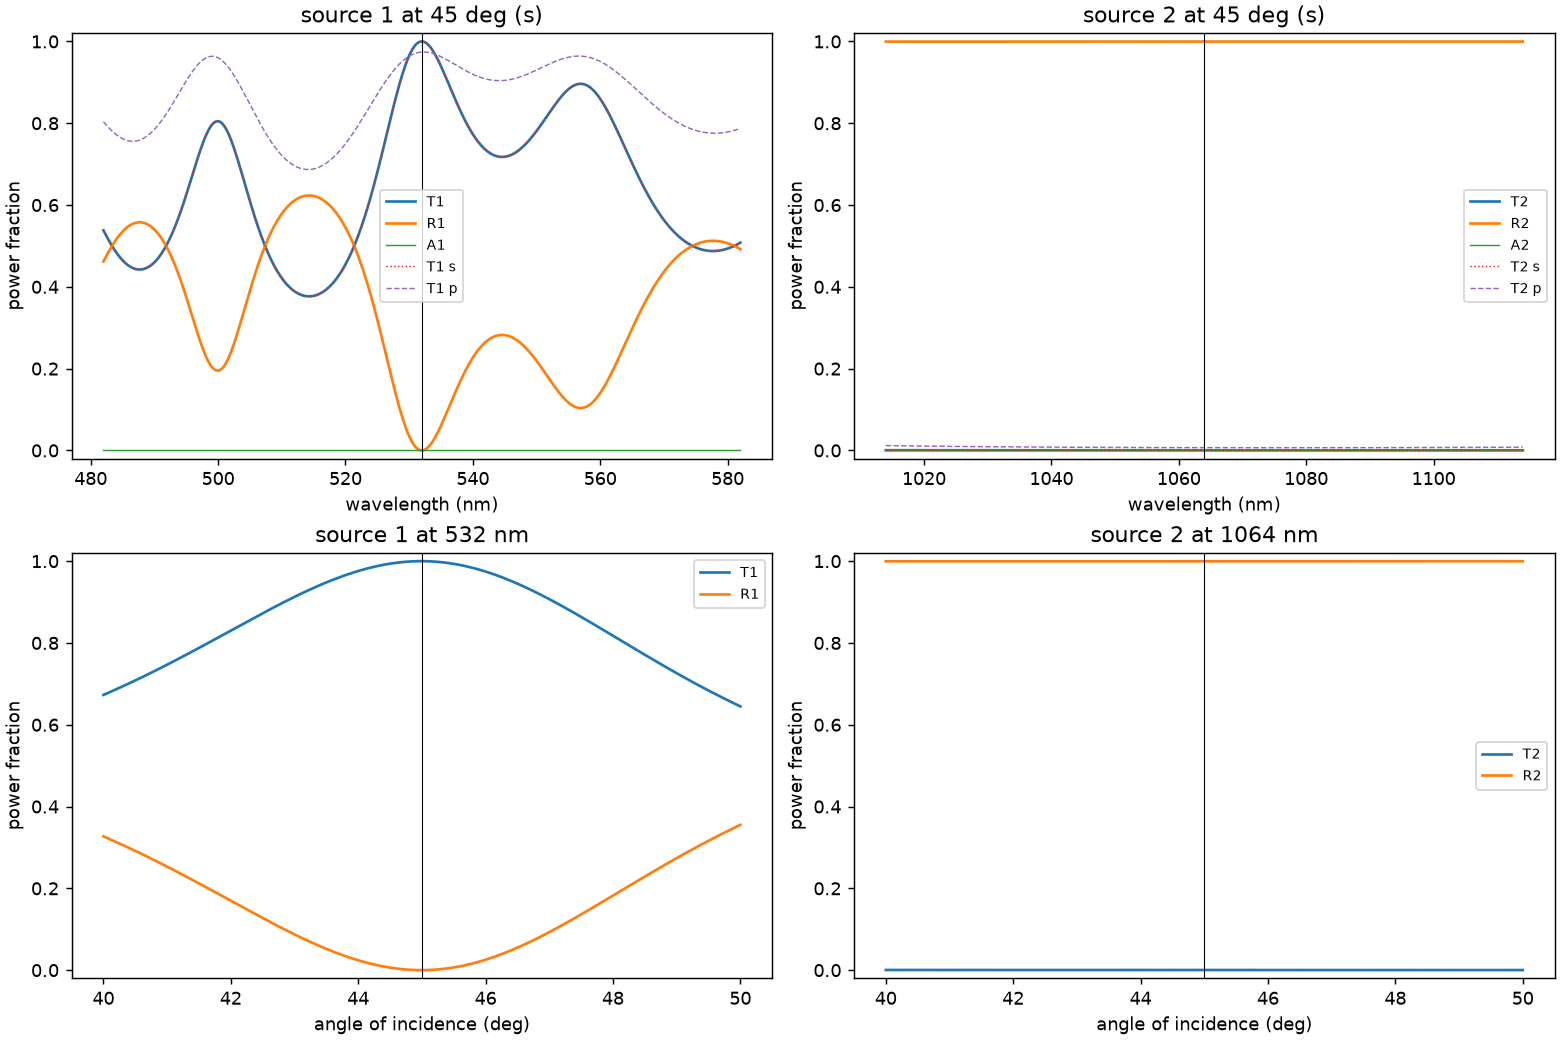 source 1 at 45 deg (s)
1.0
0.8
0.6
0.4
0.2
0.0
power fraction
T1
R1
A1
T1 s
T1 p
480
500
520
540
560
580
wavelength (nm)
source 2 at 45 deg (s)
1.0
0.8
0.6
0.4
0.2
0.0
power fraction
T2
R2
A2
T2 s
T2 p
1020
1040
1060
1080
1100
wavelength (nm)
source 1 at 532 nm
1.0
0.8
0.6
0.4
0.2
0.0
power fraction
T1
R1
40
42
44
46
48
50
angle of incidence (deg)
source 2 at 1064 nm
1.0
0.8
0.6
0.4
0.2
0.0
power fraction
T2
R2
40
42
44
46
48
50
angle of incidence (deg)